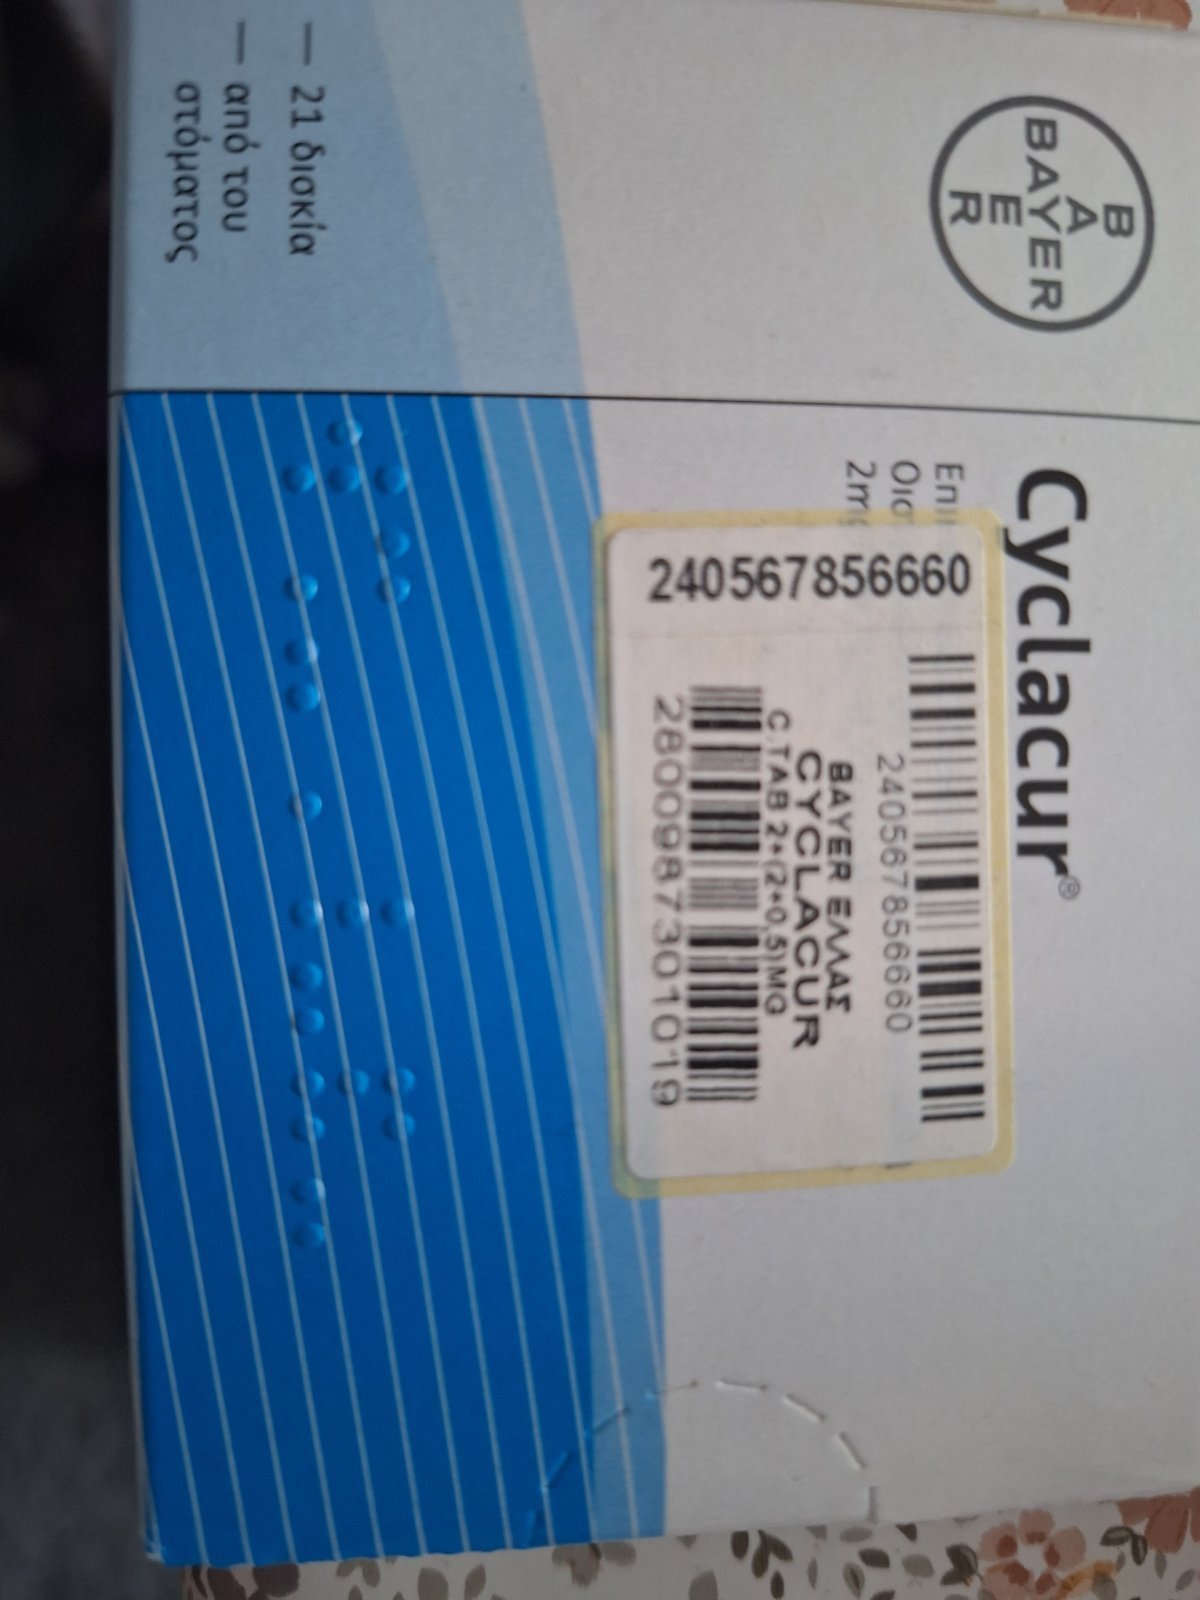 B
A
BAYER
E
R
— 21 δισκία
— από του
στόματος
Cyclacur®
240567856660
240567856660
BAYER ΕΛΛΑΣ
CYCLACUR
C.TAB 2+(2+0,5)MG
2800987301019